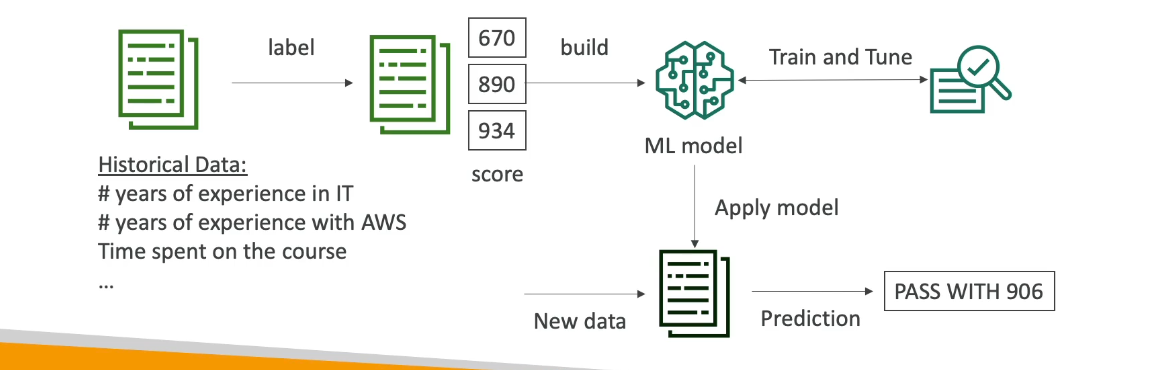 label
670
890
934
score
build
Train and Tune
ML model
Historical Data:
# years of experience in IT
# years of experience with AWS
Time spent on the course
...
Apply model
New data
Prediction
PASS WITH 906